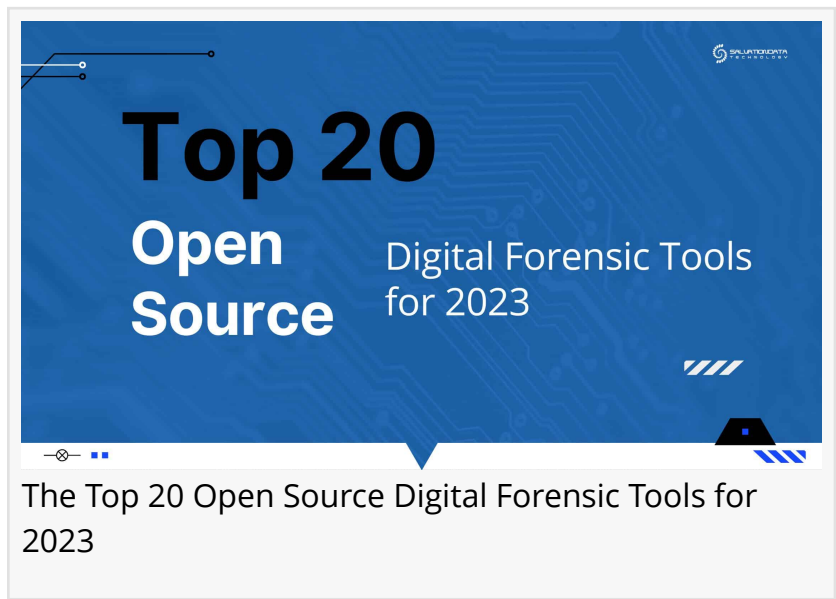 SALVATIONDATA
TECHNOLOGY
Top 20
Open
Source
Digital Forensic Tools
for 2023
The Top 20 Open Source Digital Forensic Tools for
2023